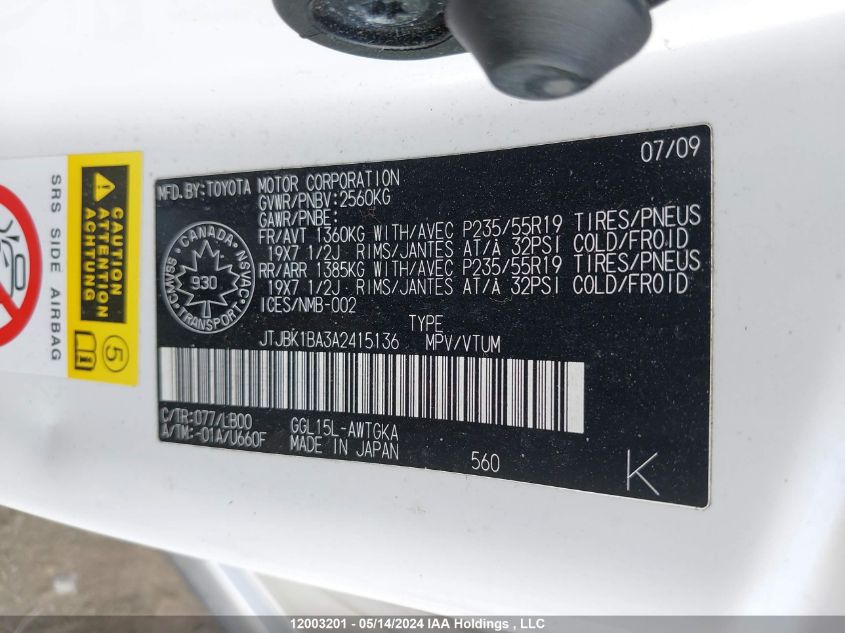 07/09
MFD.BY:TOYOTA MOTOR CORPORATION
GVWR/PNBV:2560KG
GAWR/PNBE:
FR/AVT 1360KG WITH/AVEC P235/55R19 TIRES/PNEUS
19X7 1/2J RIMS/JANTES AT/À 32PSI COLD/FROID
RR/ARR 1385KG WITH/AVEC P235/55R19 TIRES/PNEUS
19X7 1/2J RIMS/JANTES AT/À 32PSI COLD/FROID
ICES/NMB-002
CANADA
CMVSS
NSVAC
930
TRANSPORT
TYPE
JTJBK1BA3A2415136 MPV/VTUM
C/TR:077/LB00 GGL15L-AWTGKA
A/TM:-01A/U660F MADE IN JAPAN
560
K
SRS SIDE AIRBAG
CAUTION
ATTENTION
ACHTUNG
5
12003201 - 05/14/2024 IAA Holdings , LLC